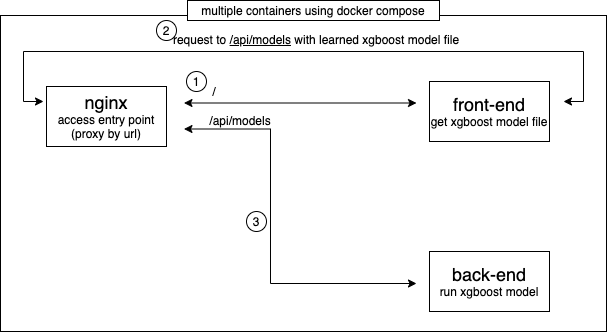 multiple containers using docker compose
2
request to /api/models with learned xgboost model file
1
/
nginx
access entry point
(proxy by url)
front-end
get xgboost model file
/api/models
3
back-end
run xgboost model